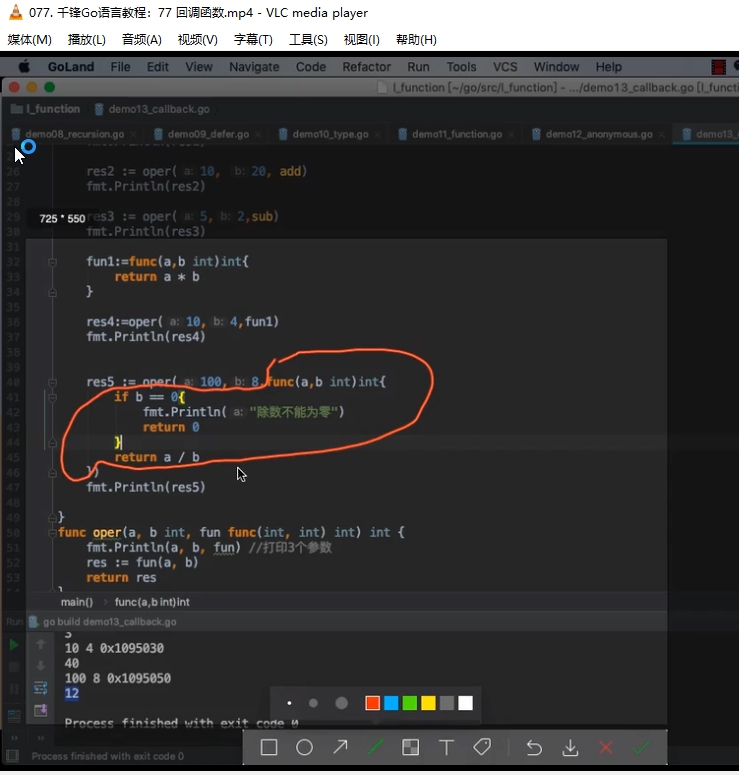 077. 千锋Go语言教程：77 回调函数.mp4 - VLC media player
媒体(M) 播放(L) 音频(A) 视频(V) 字幕(T) 工具(S) 视图(I) 帮助(H)
GoLand File Edit View Navigate Code Refactor Run Tools VCS Window Help
l_function [~/go/src/l_function] - .../demo13_callback.go [l_functi
l_function demo13_callback.go
demo08_recursion.go demo09_defer.go demo10_type.go demo11_function.go demo12_anonymous.go demo13_
26 res2 := oper( a: 10, b: 20, add)
27 fmt.Println(res2)
28
29 res3 := oper( a: 5, b: 2,sub)
725 * 550
30 fmt.Println(res3)
31
32 fun1:=func(a,b int)int{
33 return a * b
34 }
35
36 res4:=oper( a: 10, b: 4,fun1)
37 fmt.Println(res4)
38
39
40 res5 := oper( a: 100, b: 8,func(a,b int)int{
41 if b == 0{
42 fmt.Println( a: "除数不能为零")
43 return 0
44 }
45 return a / b
46 })
47 fmt.Println(res5)
48
49 }
50 func oper(a, b int, fun func(int, int) int) int {
51 fmt.Println(a, b, fun) //打印3个参数
52 res := fun(a, b)
53 return res
54 }
main() func(a,b int)int
Run go build demo13_callback.go
3
10 4 0x1095030
40
100 8 0x1095050
12
Process finished with exit code 0
T
Process finished with exit code 0